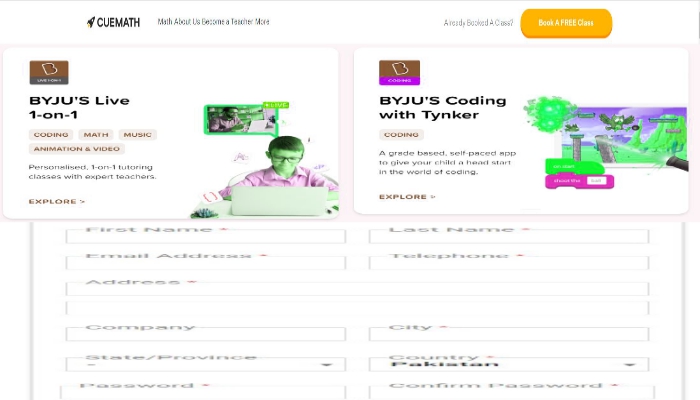 CUEMATH Math About Us Become a Teacher More Already Booked A Class? Book A FREE Class
LIVE 1-ON-1
BYJU'S Live
1-on-1
CODING MATH MUSIC
ANIMATION & VIDEO
Personalised, 1-on-1 tutoring
classes with expert teachers.
EXPLORE >
LIVE
CODING
BYJU'S Coding
with Tynker
CODING
A grade based, self-paced app
to give your child a head start
in the world of coding.
EXPLORE >
First Name * Last Name *
Email Address * Telephone *
Address *
Company City *
State/Province Country *
- Pakistan
Password * Confirm Password *